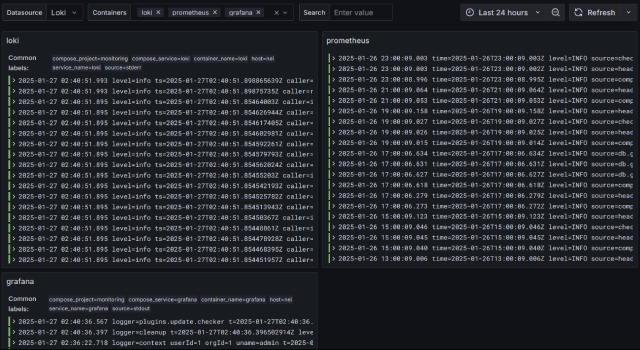 Datasource Loki Containers loki × prometheus × grafana × × Search Enter value Last 24 hours Refresh
loki
Common labels: compose_project=monitoring compose_service=loki container_name=loki host=nei
service_name=loki source=stderr
2025-01-27 02:40:51.993 level=info ts=2025-01-27T02:40:51.898865639Z caller=
2025-01-27 02:40:51.993 level=info ts=2025-01-27T02:40:51.89875735Z caller=r
2025-01-27 02:40:51.895 level=info ts=2025-01-27T02:40:51.85464003Z caller=i
2025-01-27 02:40:51.895 level=info ts=2025-01-27T02:40:51.854626944Z caller=
2025-01-27 02:40:51.895 level=info ts=2025-01-27T02:40:51.854617405Z caller=
2025-01-27 02:40:51.895 level=info ts=2025-01-27T02:40:51.854602981Z caller=
2025-01-27 02:40:51.895 level=info ts=2025-01-27T02:40:51.854592261Z caller=
2025-01-27 02:40:51.895 level=info ts=2025-01-27T02:40:51.854579793Z caller=
2025-01-27 02:40:51.895 level=info ts=2025-01-27T02:40:51.854562024Z caller=
2025-01-27 02:40:51.895 level=info ts=2025-01-27T02:40:51.85455203Z caller=i
2025-01-27 02:40:51.895 level=info ts=2025-01-27T02:40:51.854542193Z caller=
2025-01-27 02:40:51.895 level=info ts=2025-01-27T02:40:51.854525782Z caller=
2025-01-27 02:40:51.895 level=info ts=2025-01-27T02:40:51.854513943Z caller=
2025-01-27 02:40:51.895 level=info ts=2025-01-27T02:40:51.85450367Z caller=i
2025-01-27 02:40:51.895 level=info ts=2025-01-27T02:40:51.85448861Z caller=i
2025-01-27 02:40:51.895 level=info ts=2025-01-27T02:40:51.854478928Z caller=
2025-01-27 02:40:51.895 level=info ts=2025-01-27T02:40:51.854468395Z caller=
2025-01-27 02:40:51.895 level=info ts=2025-01-27T02:40:51.854451957Z caller=
prometheus
2025-01-26 23:00:09.003 time=2025-01-26T23:00:09.003Z level=INFO source=chec
2025-01-26 23:00:09.003 time=2025-01-26T23:00:09.002Z level=INFO source=head
2025-01-26 23:00:08.996 time=2025-01-26T23:00:08.995Z level=INFO source=comp
2025-01-26 21:00:09.064 time=2025-01-26T21:00:09.064Z level=INFO source=head
2025-01-26 21:00:09.053 time=2025-01-26T21:00:09.053Z level=INFO source=comp
2025-01-26 19:00:09.158 time=2025-01-26T19:00:09.158Z level=INFO source=head
2025-01-26 19:00:09.027 time=2025-01-26T19:00:09.027Z level=INFO source=chec
2025-01-26 19:00:09.026 time=2025-01-26T19:00:09.025Z level=INFO source=head
2025-01-26 19:00:09.015 time=2025-01-26T19:00:09.014Z level=INFO source=comp
2025-01-26 17:00:06.634 time=2025-01-26T17:00:06.634Z level=INFO source=db.g
2025-01-26 17:00:06.631 time=2025-01-26T17:00:06.631Z level=INFO source=db.g
2025-01-26 17:00:06.627 time=2025-01-26T17:00:06.627Z level=INFO source=db.g
2025-01-26 17:00:06.618 time=2025-01-26T17:00:06.618Z level=INFO source=comp
2025-01-26 17:00:06.279 time=2025-01-26T17:00:06.279Z level=INFO source=head
2025-01-26 17:00:06.273 time=2025-01-26T17:00:06.272Z level=INFO source=comp
2025-01-26 15:00:09.123 time=2025-01-26T15:00:09.123Z level=INFO source=head
2025-01-26 15:00:09.046 time=2025-01-26T15:00:09.046Z level=INFO source=chec
2025-01-26 15:00:09.045 time=2025-01-26T15:00:09.045Z level=INFO source=head
2025-01-26 15:00:09.040 time=2025-01-26T15:00:09.040Z level=INFO source=comp
2025-01-26 13:00:09.006 time=2025-01-26T13:00:09.006Z level=INFO source=head
grafana
Common labels: compose_project=monitoring compose_service=grafana container_name=grafana host=nei
service_name=grafana source=stdout
2025-01-27 02:40:36.567 logger=plugins.update.checker t=2025-01-27T02:40:36.
2025-01-27 02:40:36.397 logger=cleanup t=2025-01-27T02:40:36.396502914Z leve
2025-01-27 02:36:22.718 logger=context userId=1 orgId=1 uname=admin t=2025-0